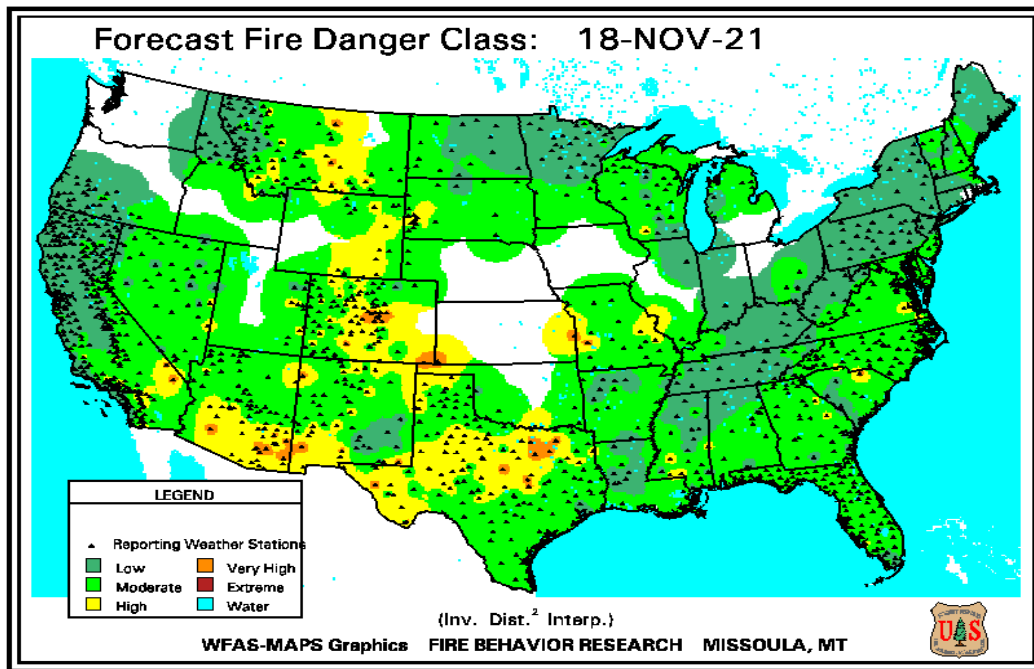 Forecast Fire Danger Class: 18-NOV-21
LEGEND
Reporting Weather Stations
Low
Very High
Moderate
Extreme
High
Water
(Inv. Dist.² Interp.)
WFAS-MAPS Graphics FIRE BEHAVIOR RESEARCH MISSOULA, MT
US